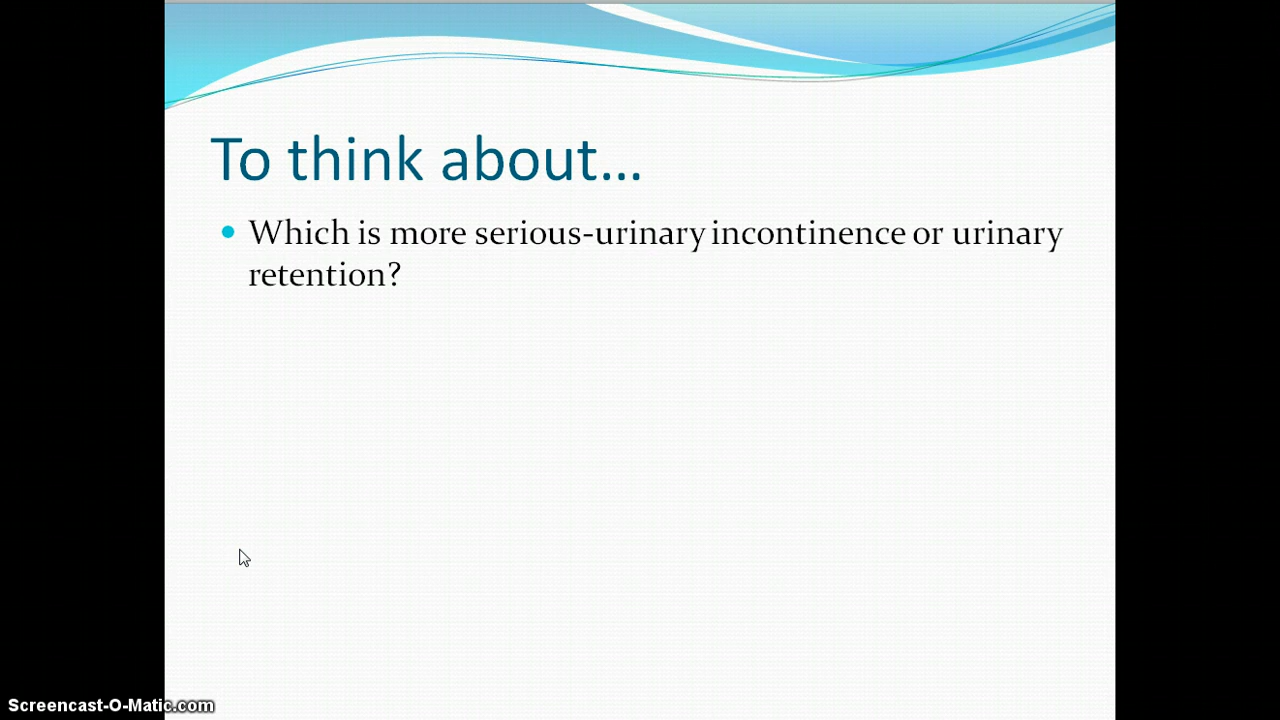 To think about...
Which is more serious-urinary incontinence or urinary
retention?
Screencast-O-Matic.com